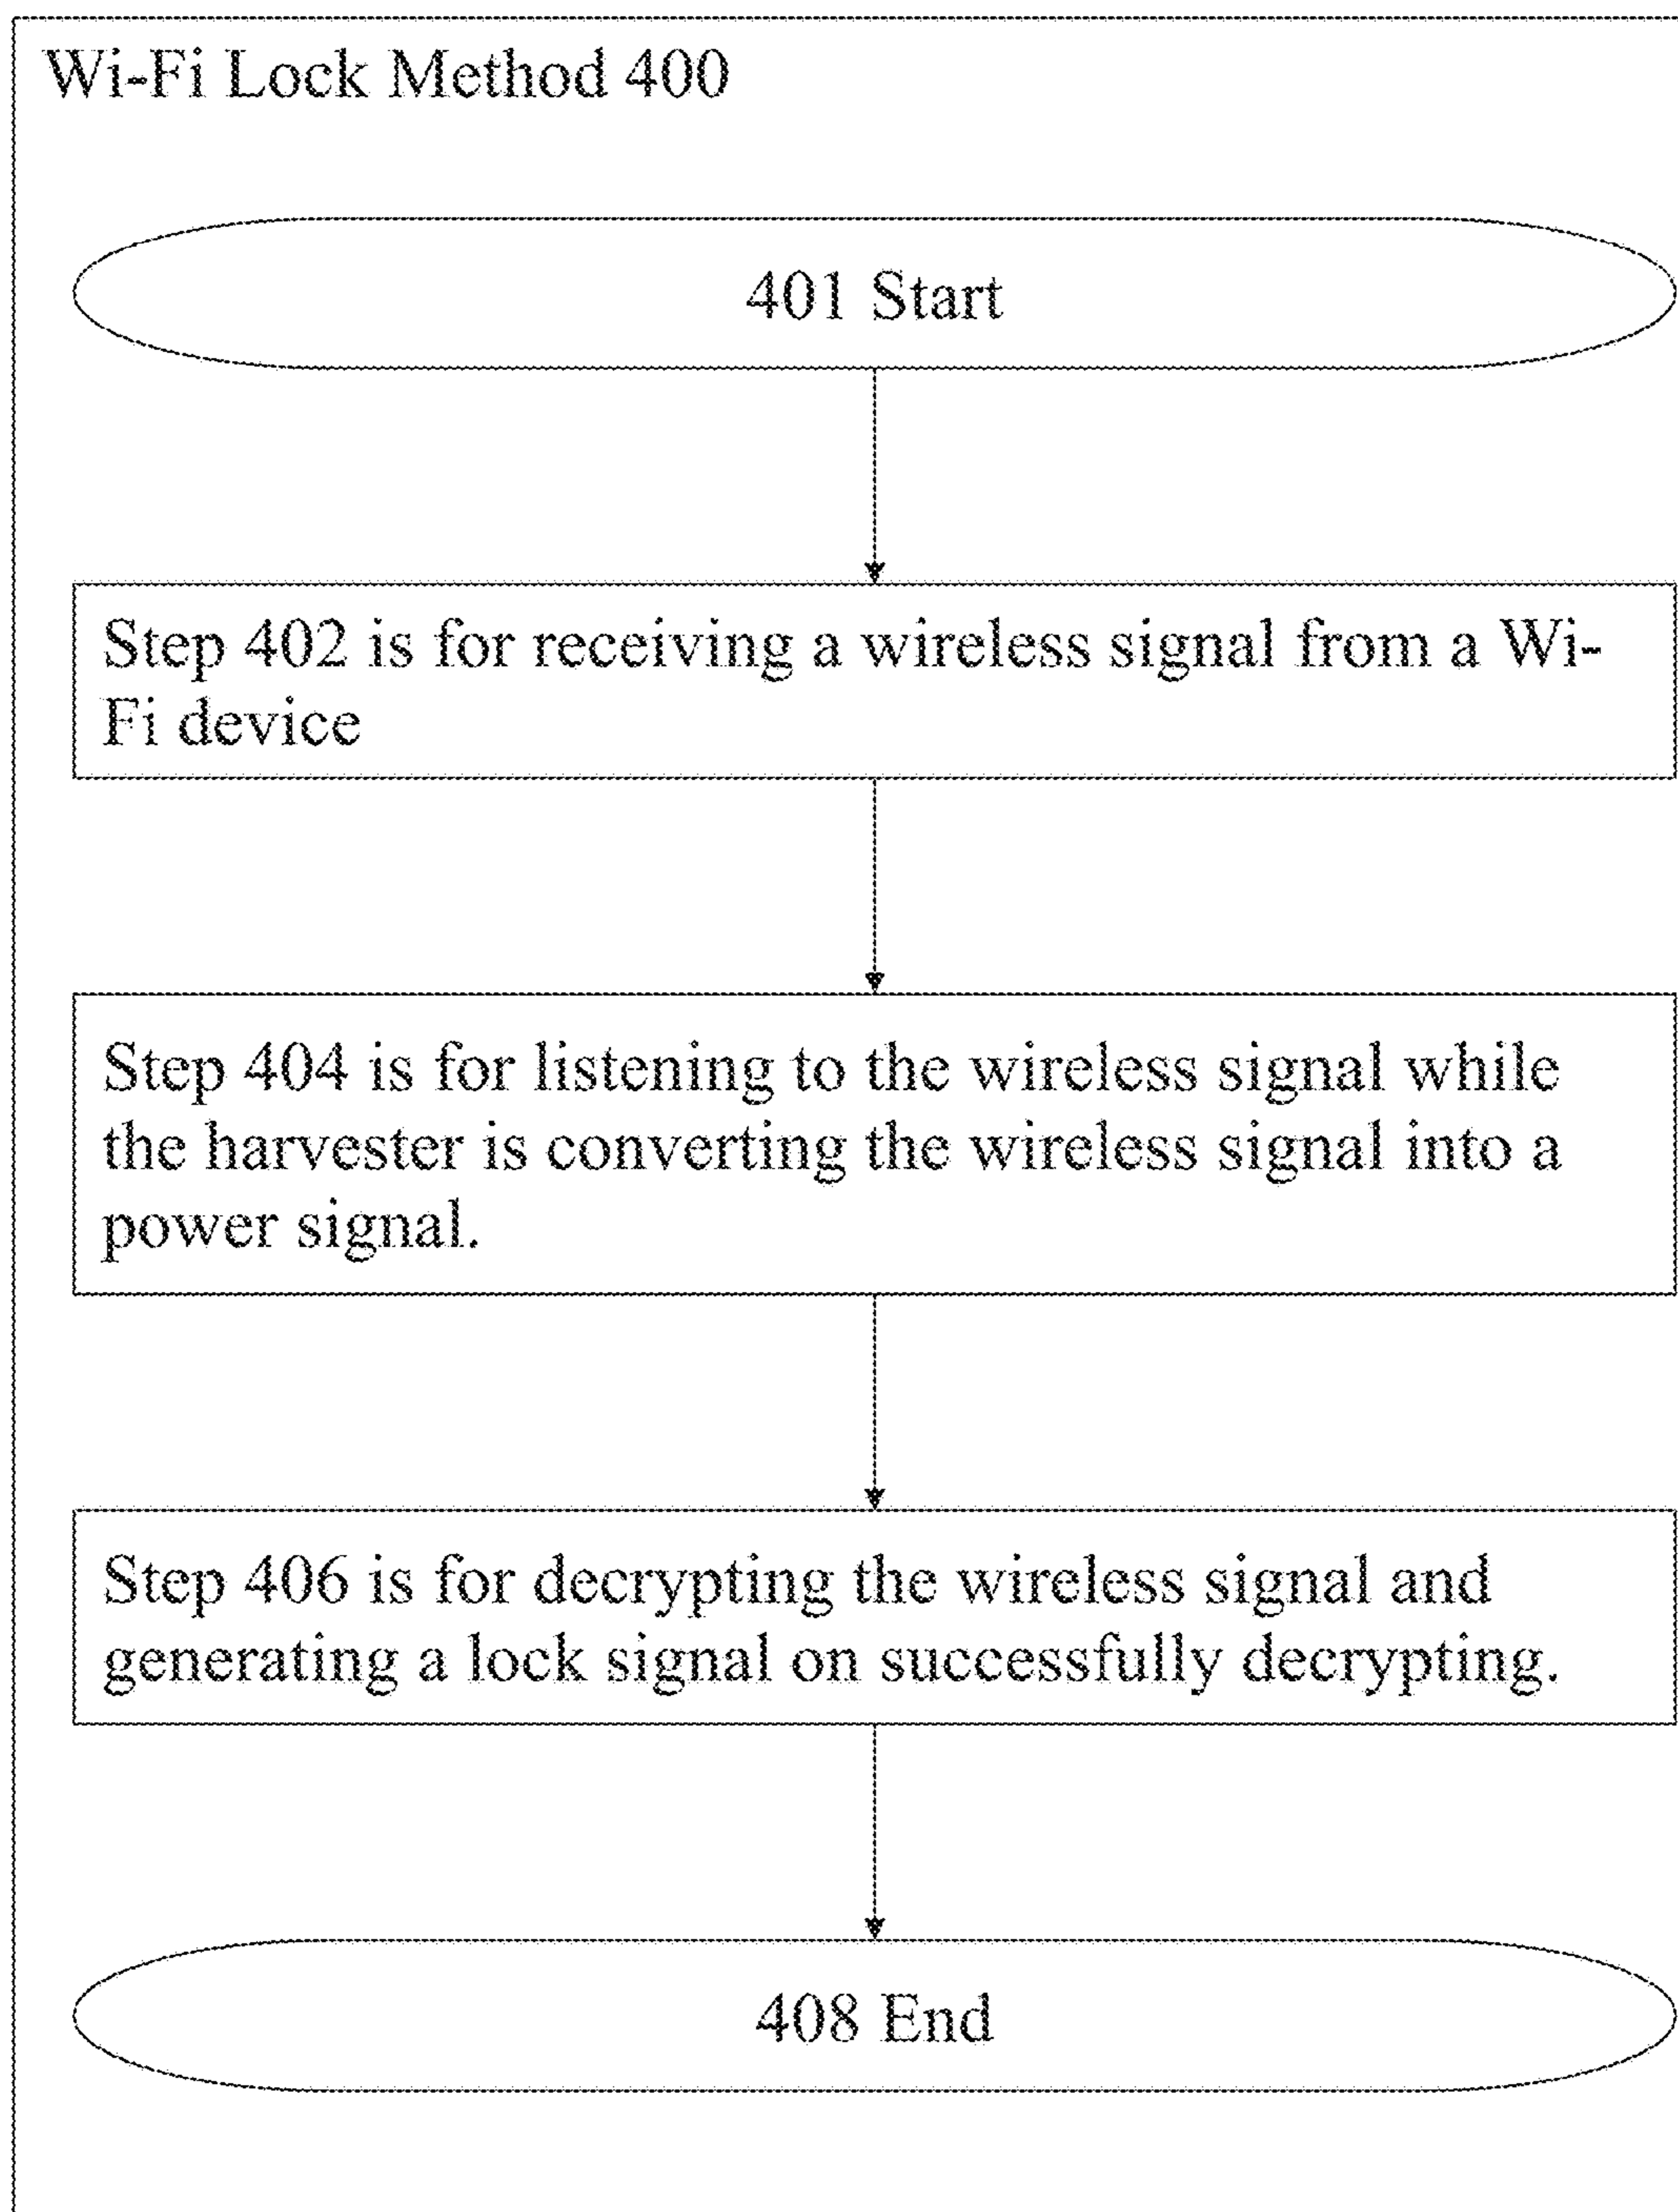 Wi-Fi Lock Method 400
401 Start
Step 402 is for receiving a wireless signal from a Wi-
Fi device
Step 404 is for listening to the wireless signal while
the harvester is converting the wireless signal into a
power signal.
Step 406 is for decrypting the wireless signal and
generating a lock signal on successfully decrypting.
408 End